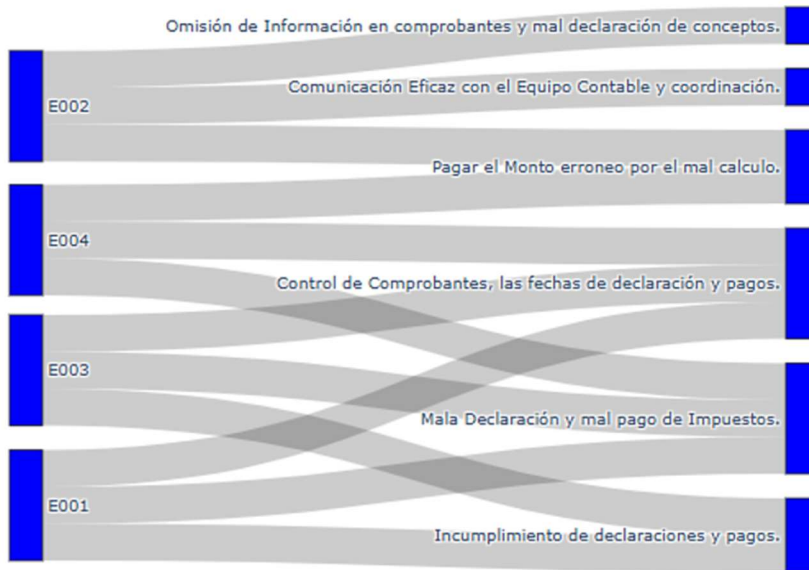 Omisión de Información en comprobantes y mal declaración de conceptos.
Comunicación Eficaz con el Equipo Contable y coordinación.
E002
Pagar el Monto erroneo por el mal calculo.
E004
Control de Comprobantes, las fechas de declaración y pagos.
E003
Mala Declaración y mal pago de Impuestos.
E001
Incumplimiento de declaraciones y pagos.